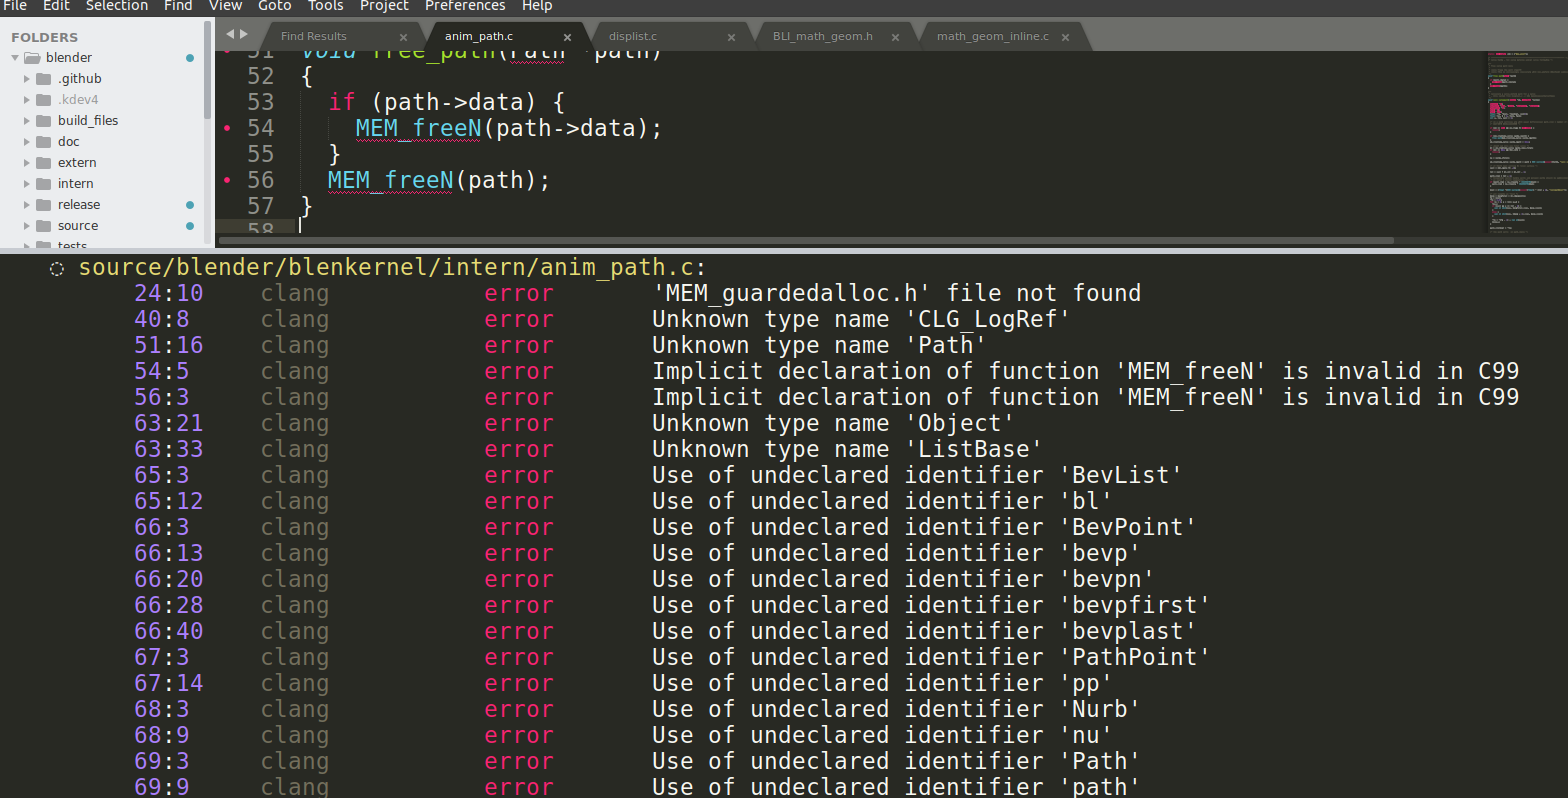 File Edit Selection Find View Goto Tools Project Preferences Help
FOLDERS
blender
.github
.kdev4
build_files
doc
extern
intern
release
source
tests
Find Results × anim_path.c × displist.c × BLI_math_geom.h × math_geom_inline.c ×
51 void free_path(Path *path)
52 {
53 if (path->data) {
54 MEM_freeN(path->data);
55 }
56 MEM_freeN(path);
57 }
58
source/blender/blenkernel/intern/anim_path.c:
24:10 clang error 'MEM_guardedalloc.h' file not found
40:8 clang error Unknown type name 'CLG_LogRef'
51:16 clang error Unknown type name 'Path'
54:5 clang error Implicit declaration of function 'MEM_freeN' is invalid in C99
56:3 clang error Implicit declaration of function 'MEM_freeN' is invalid in C99
63:21 clang error Unknown type name 'Object'
63:33 clang error Unknown type name 'ListBase'
65:3 clang error Use of undeclared identifier 'BevList'
65:12 clang error Use of undeclared identifier 'bl'
66:3 clang error Use of undeclared identifier 'BevPoint'
66:13 clang error Use of undeclared identifier 'bevp'
66:20 clang error Use of undeclared identifier 'bevpn'
66:28 clang error Use of undeclared identifier 'bevpfirst'
66:40 clang error Use of undeclared identifier 'bevplast'
67:3 clang error Use of undeclared identifier 'PathPoint'
67:14 clang error Use of undeclared identifier 'pp'
68:3 clang error Use of undeclared identifier 'Nurb'
68:9 clang error Use of undeclared identifier 'nu'
69:3 clang error Use of undeclared identifier 'Path'
69:9 clang error Use of undeclared identifier 'path'